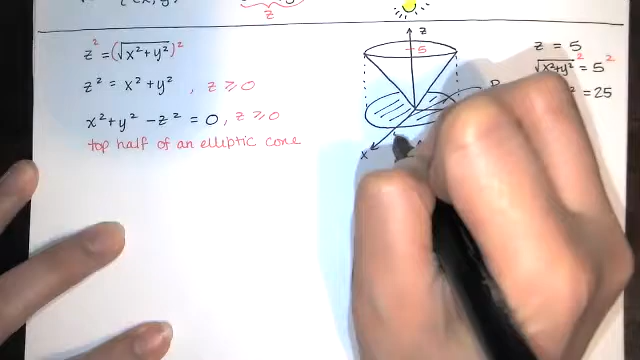 z
z² = (√x²+y²)²
z² = x² + y² , z ≥ 0
x² + y² - z² = 0, z ≥ 0
top half of an elliptic cone
z
5
x
z = 5
√x²+y² ² = 5²
² = 25